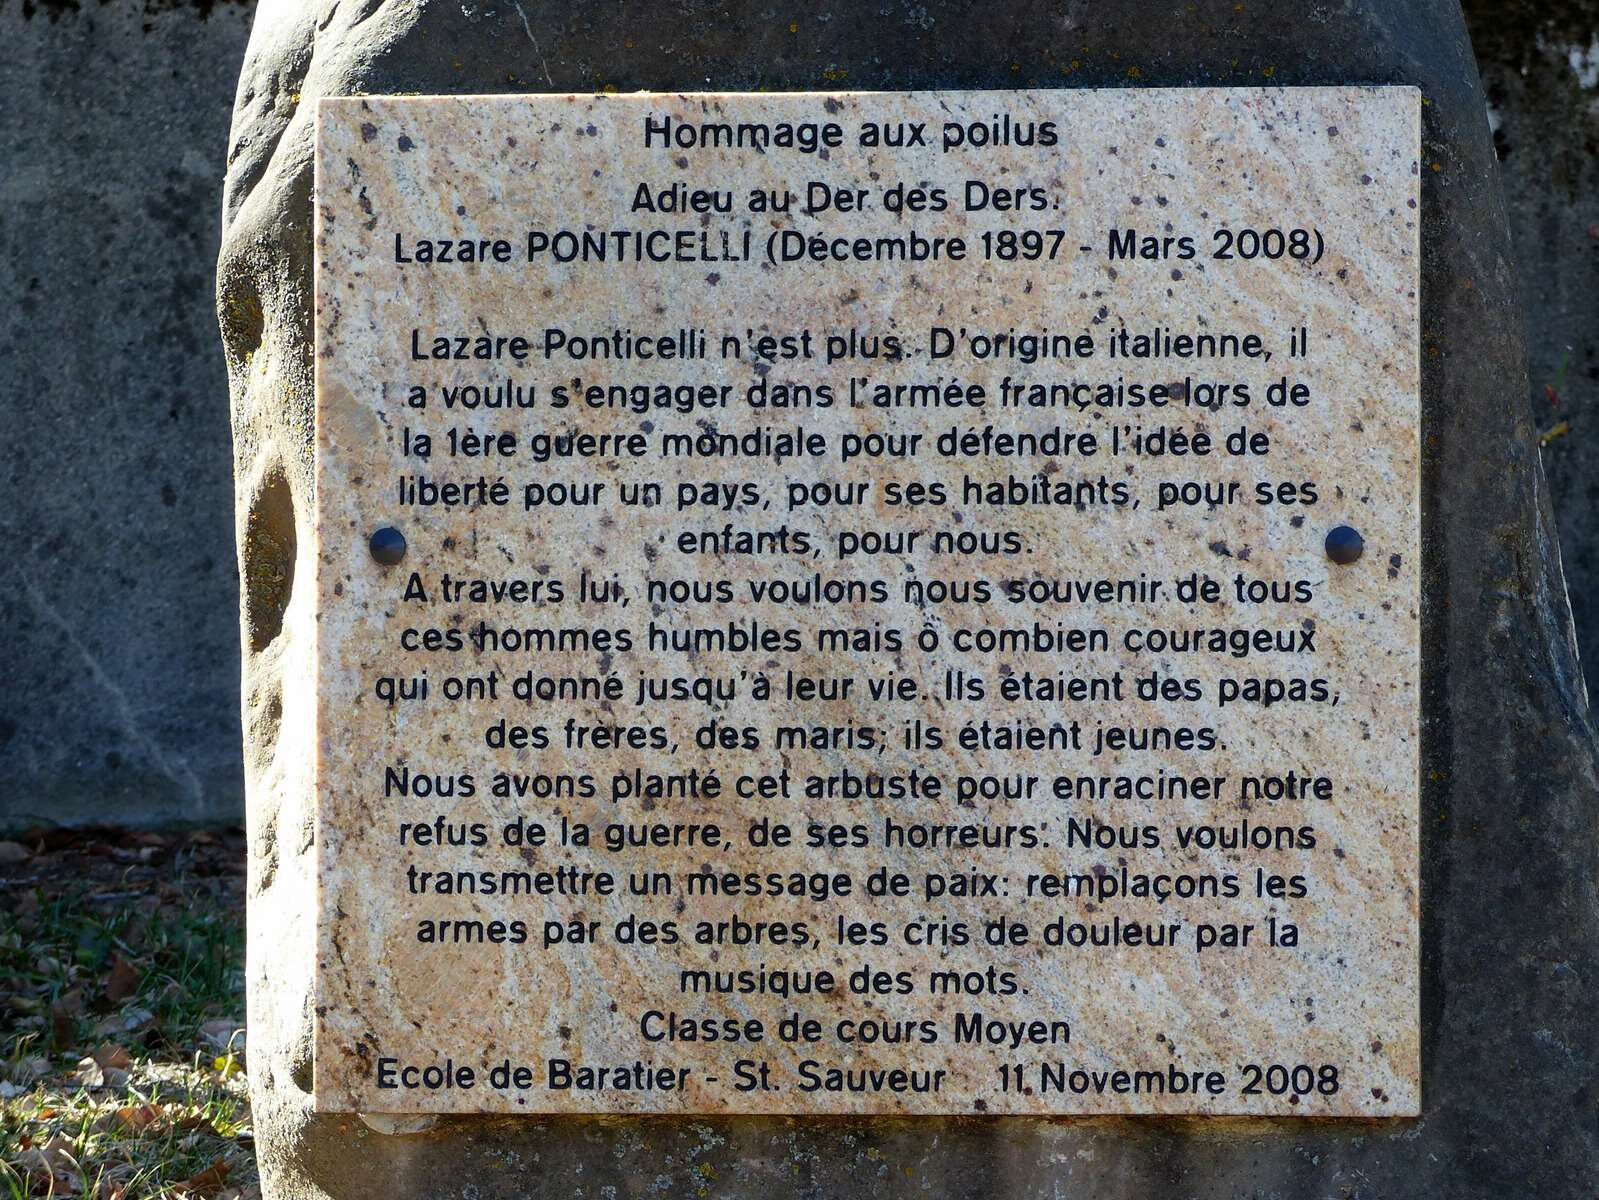 Hommage aux poilus
Adieu au Der des Ders.
Lazare PONTICELLI (Décembre 1897 - Mars 2008)
Lazare Ponticelli n'est plus. D'origine italienne, il
a voulu s'engager dans l'armée française lors de
la 1ère guerre mondiale pour défendre l'idée de
liberté pour un pays, pour ses habitants, pour ses
enfants, pour nous.
A travers lui, nous voulons nous souvenir de tous
ces hommes humbles mais ô combien courageux
qui ont donné jusqu'à leur vie. Ils étaient des papas,
des frères, des maris; ils étaient jeunes.
Nous avons planté cet arbuste pour enraciner notre
refus de la guerre, de ses horreurs. Nous voulons
transmettre un message de paix: remplaçons les
armes par des arbres, les cris de douleur par la
musique des mots.
Classe de cours Moyen
Ecole de Baratier - St. Sauveur 11 Novembre 2008